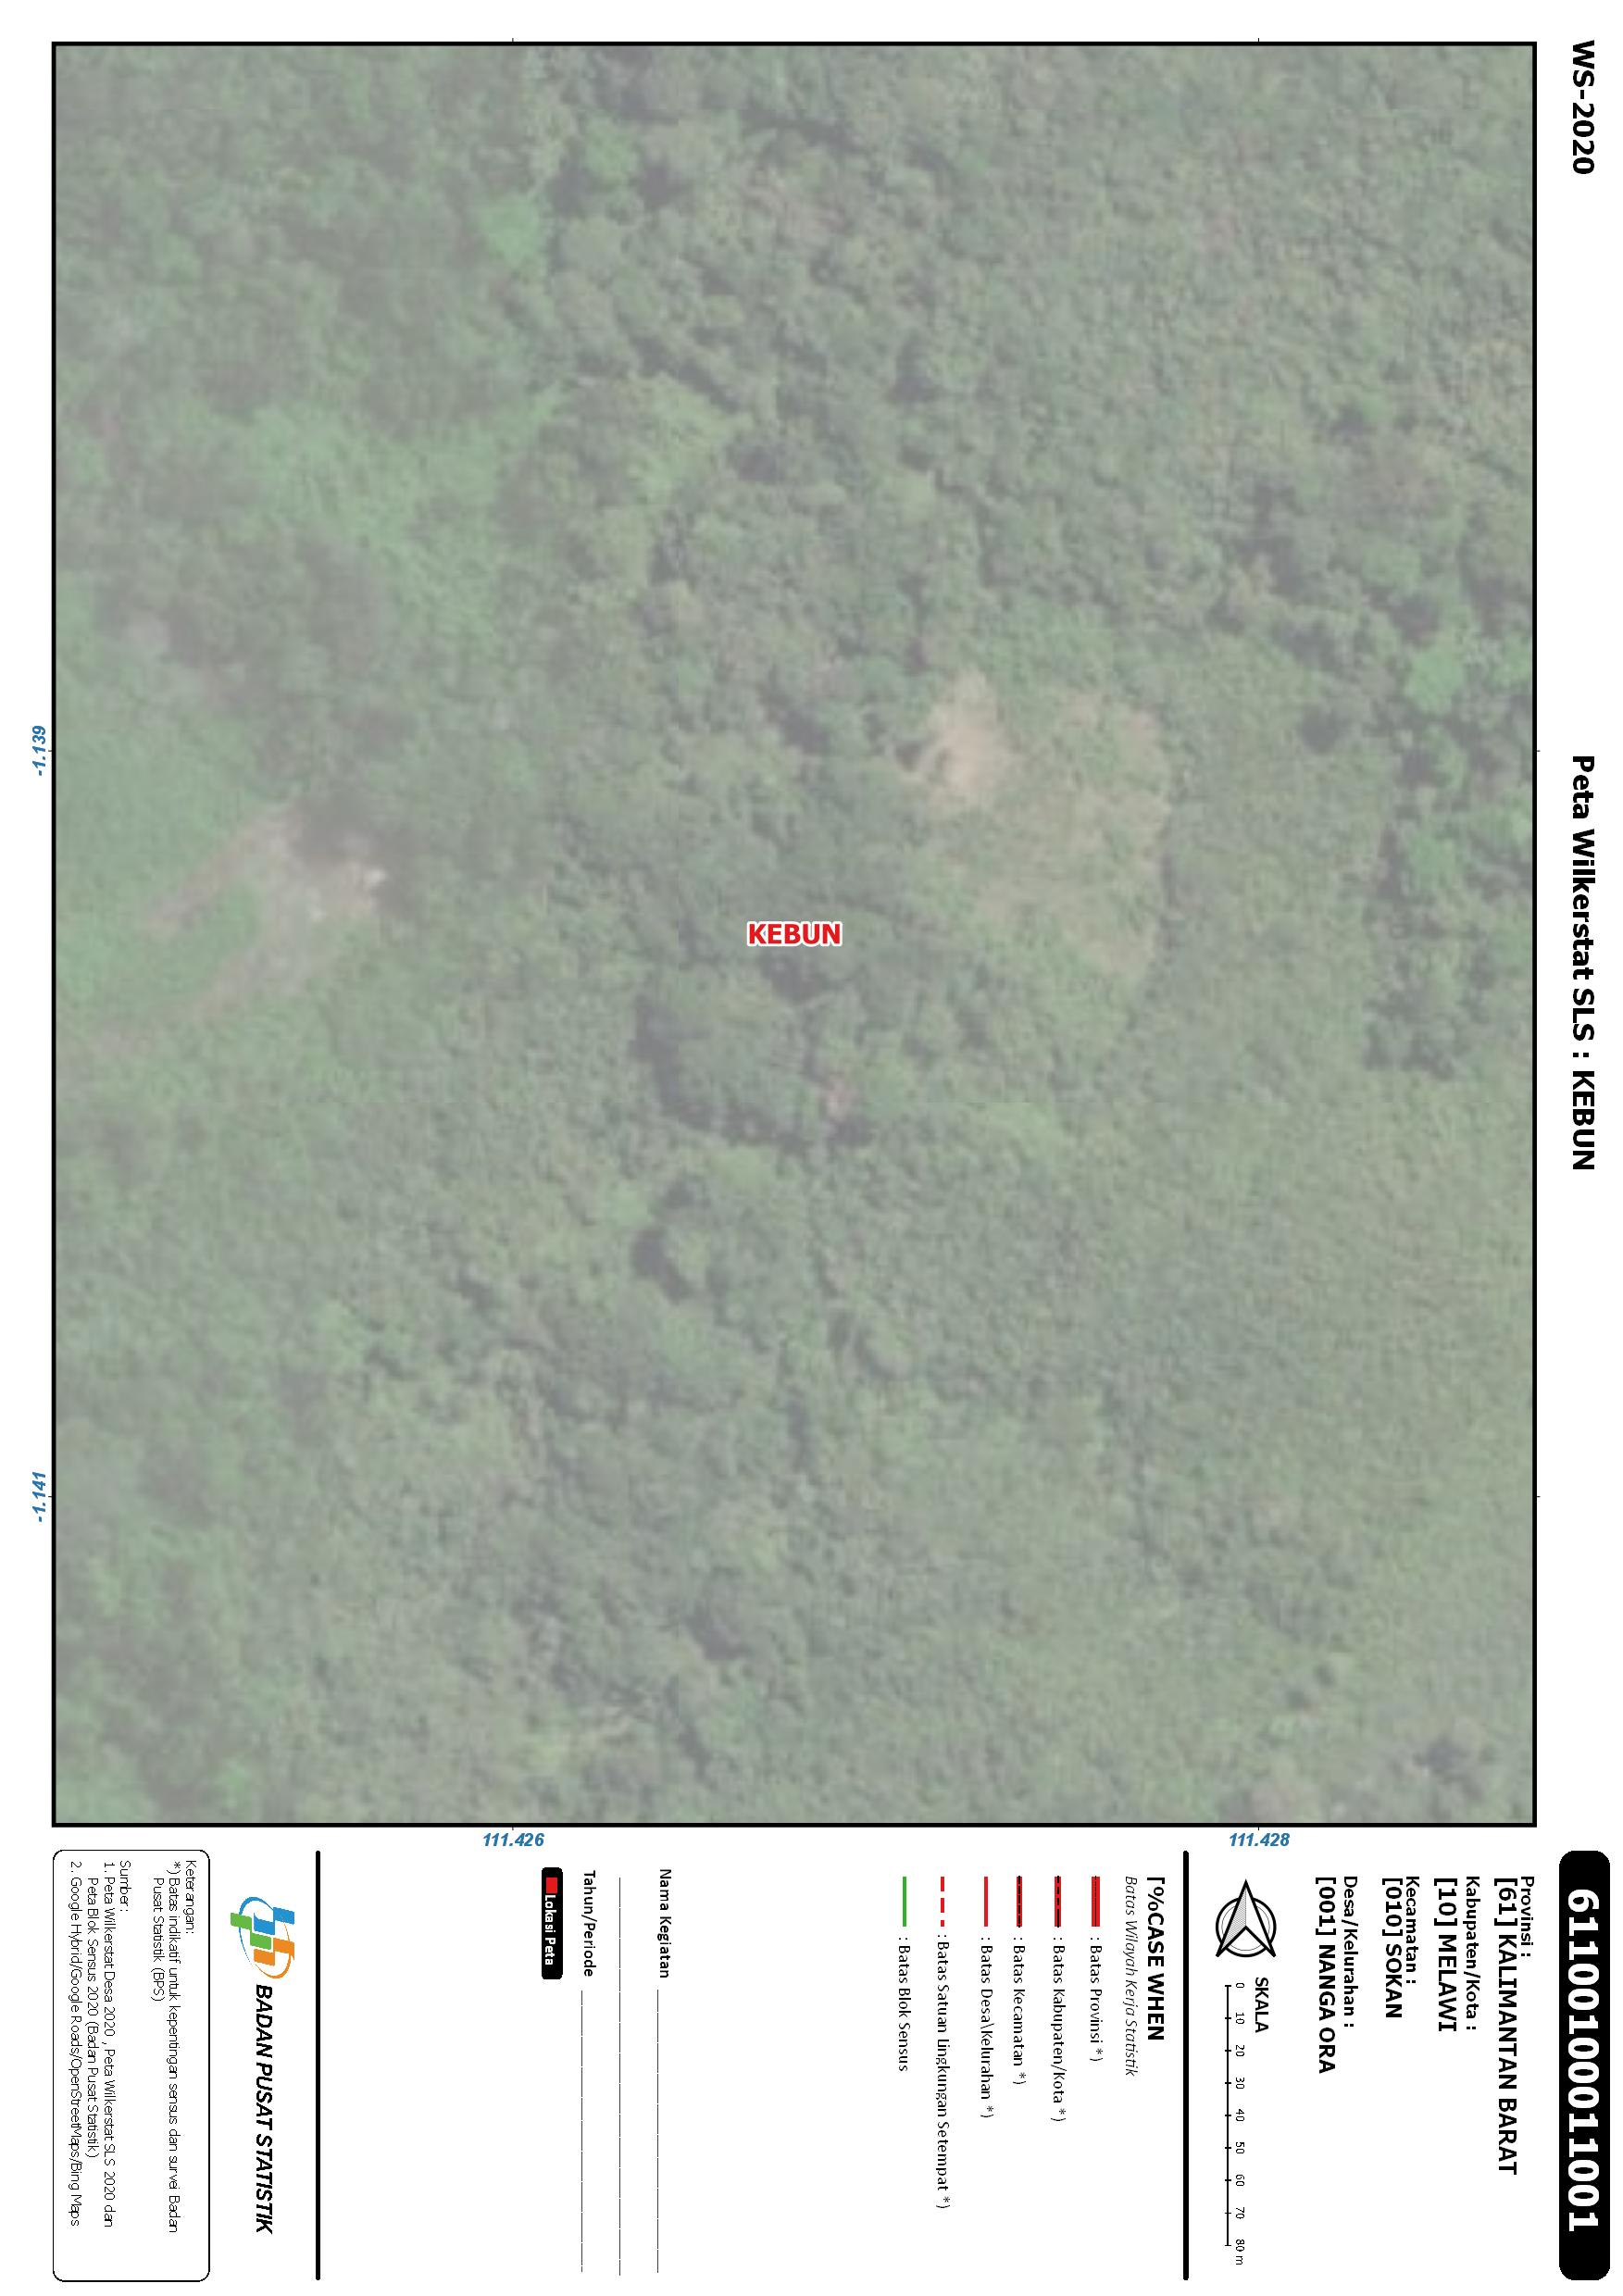 WS-2020
Peta Wilkerstat SLS : KEBUN
611001000110001
Provinsi :
[61] KALIMANTAN BARAT
Kabupaten/Kota :
[10] MELAWI
Kecamatan :
[010] SOKAN
Desa/Kelurahan :
[001] NANGA ORA
SKALA
0 10 20 30 40 50 60 70 80 m
[%CASE WHEN
Batas Wilayah Kerja Statistik
: Batas Provinsi *)
: Batas Kabupaten/Kota *)
: Batas Kecamatan *)
: Batas Desa\Kelurahan *)
: Batas Satuan Lingkungan Setempat *)
: Batas Blok Sensus
Nama Kegiatan
Tahun/Periode
Lokasi Peta
BADAN PUSAT STATISTIK
Keterangan:
*) Batas indikatif untuk kepentingan sensus dan survei Badan
Pusat Statistik (BPS)
Sumber :
1. Peta Wilkerstat Desa 2020 , Peta Wilkerstat SLS 2020 dan
Peta Blok Sensus 2020 (Badan Pusat Statistik)
2. Google Hybrid/Google Roads/OpenStreetMaps/Bing Maps
KEBUN
-1.139
-1.141
111.426
111.428